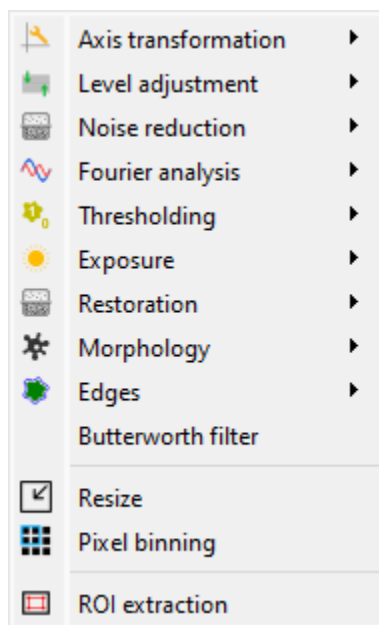 Axis transformation
Level adjustment
Noise reduction
Fourier analysis
Thresholding
Exposure
Restoration
Morphology
Edges
Butterworth filter
Resize
Pixel binning
ROI extraction